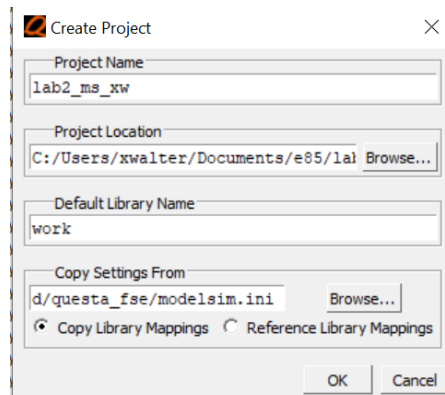 Create Project
Project Name
lab2_ms_xw
Project Location
C:/Users/xwalter/Documents/e85/lab Browse...
Default Library Name
work
Copy Settings From
d/questa_fse/modelsim.ini Browse...
Copy Library Mappings Reference Library Mappings
OK Cancel